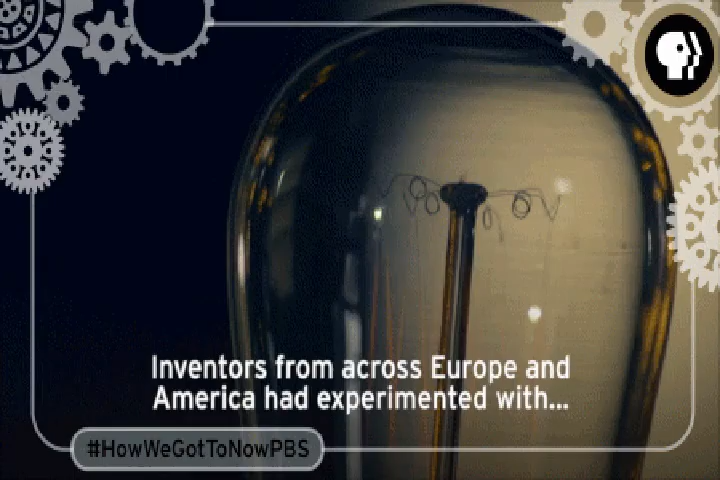 Inventors from across Europe and
America had experimented with...
#HowWeGotToNowPBS